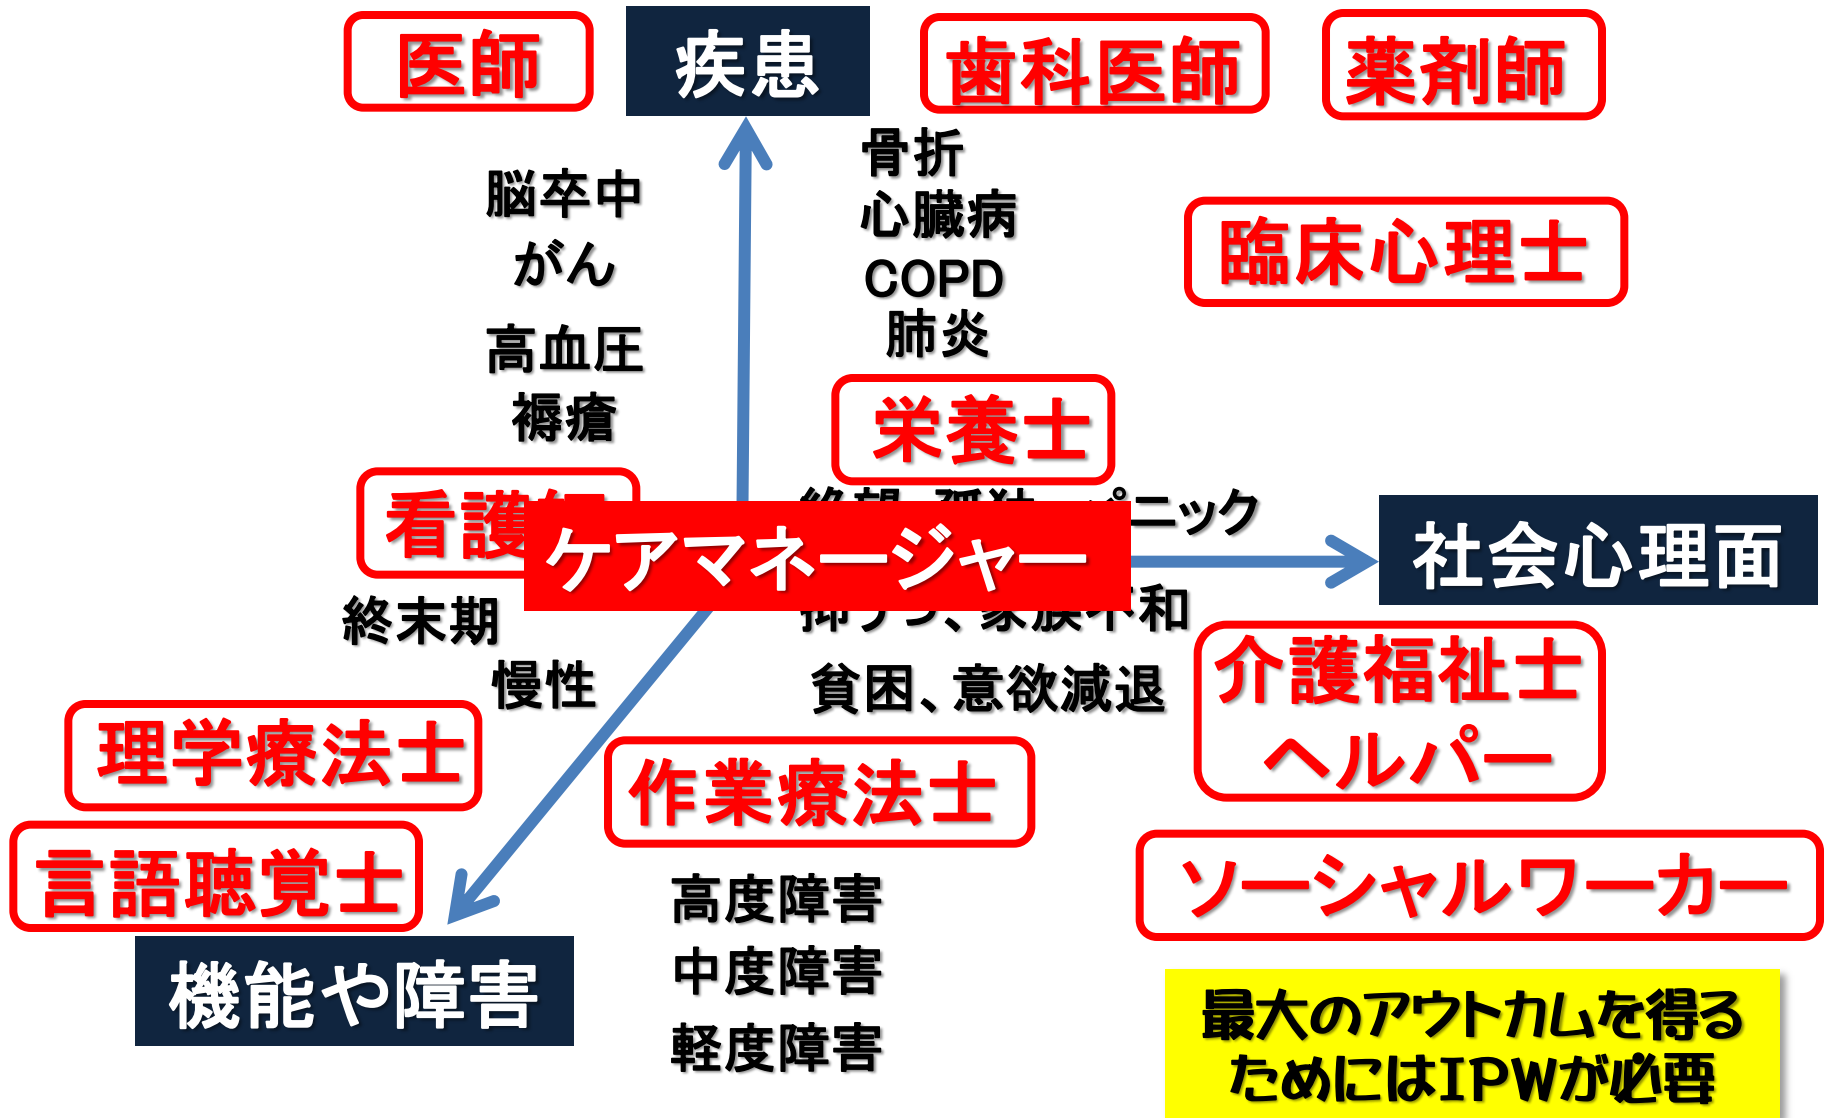 医師
疾患
歯科医師
薬剤師
骨折
脳卒中
心臓病
臨床心理士
がん
COPD
肺炎
高血圧
褥瘡
栄養士
看護
パニック
ケアマネージャー
社会心理面
終末期
家族不和
慢性
貧困、意欲減退
介護福祉士
ヘルパー
理学療法士
作業療法士
言語聴覚士
ソーシャルワーカー
高度障害
機能や障害
中度障害
軽度障害
最大のアウトカムを得る
ためにはIPWが必要